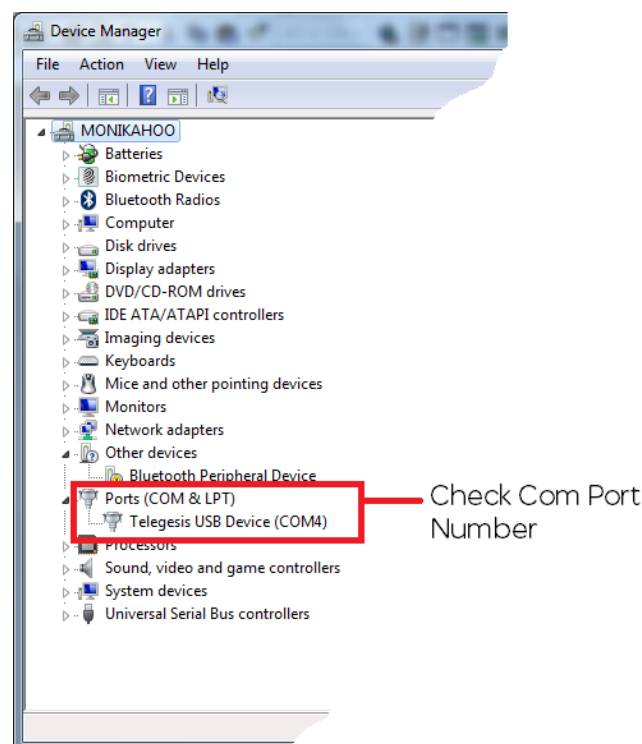 Device Manager
File Action View Help
MONIKAHOO
Batteries
Biometric Devices
Bluetooth Radios
Computer
Disk drives
Display adapters
DVD/CD-ROM drives
IDE ATA/ATAPI controllers
Imaging devices
Keyboards
Mice and other pointing devices
Monitors
Network adapters
Other devices
Bluetooth Peripheral Device
Ports (COM & LPT)
Telegesis USB Device (COM4)
Processors
Sound, video and game controllers
System devices
Universal Serial Bus controllers
Check Com Port
Number